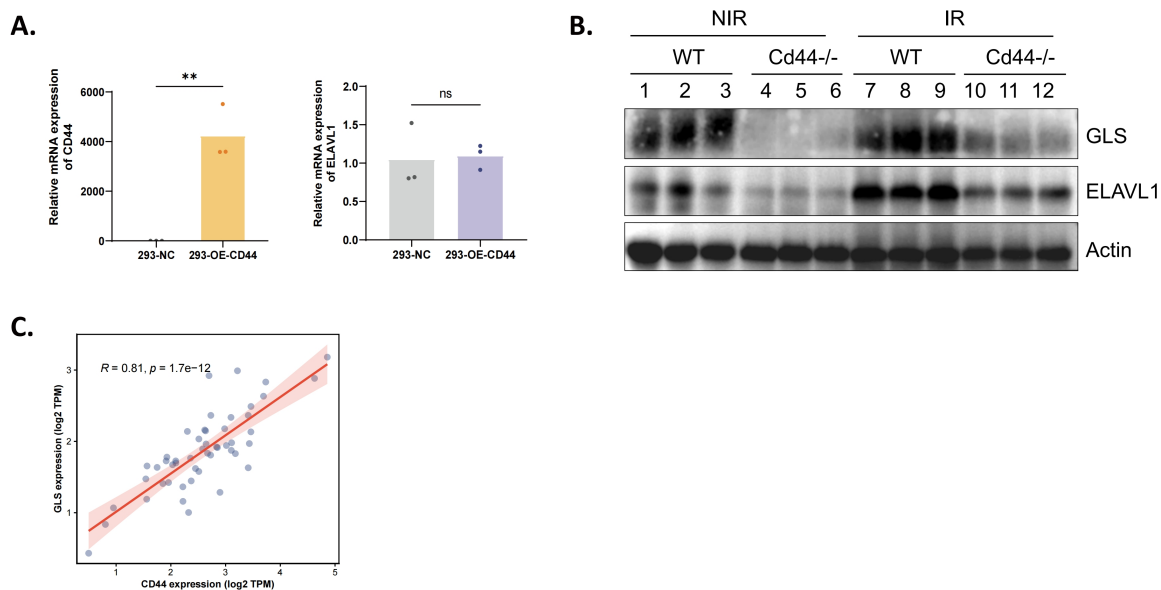 A.
**
Relative mRNA expression
of CD44
6000
4000
2000
0
293-NC 293-OE-CD44
ns
Relative mRNA expression
of ELAVL1
2.0
1.5
1.0
0.5
0.0
293-NC 293-OE-CD44
B.
NIR IR
WT Cd44-/- WT Cd44-/-
1 2 3 4 5 6 7 8 9 10 11 12
GLS
ELAVL1
Actin
C.
R = 0.81, p = 1.7e−12
GLS expression (log2 TPM)
3
2
1
1 2 3 4 5
CD44 expression (log2 TPM)